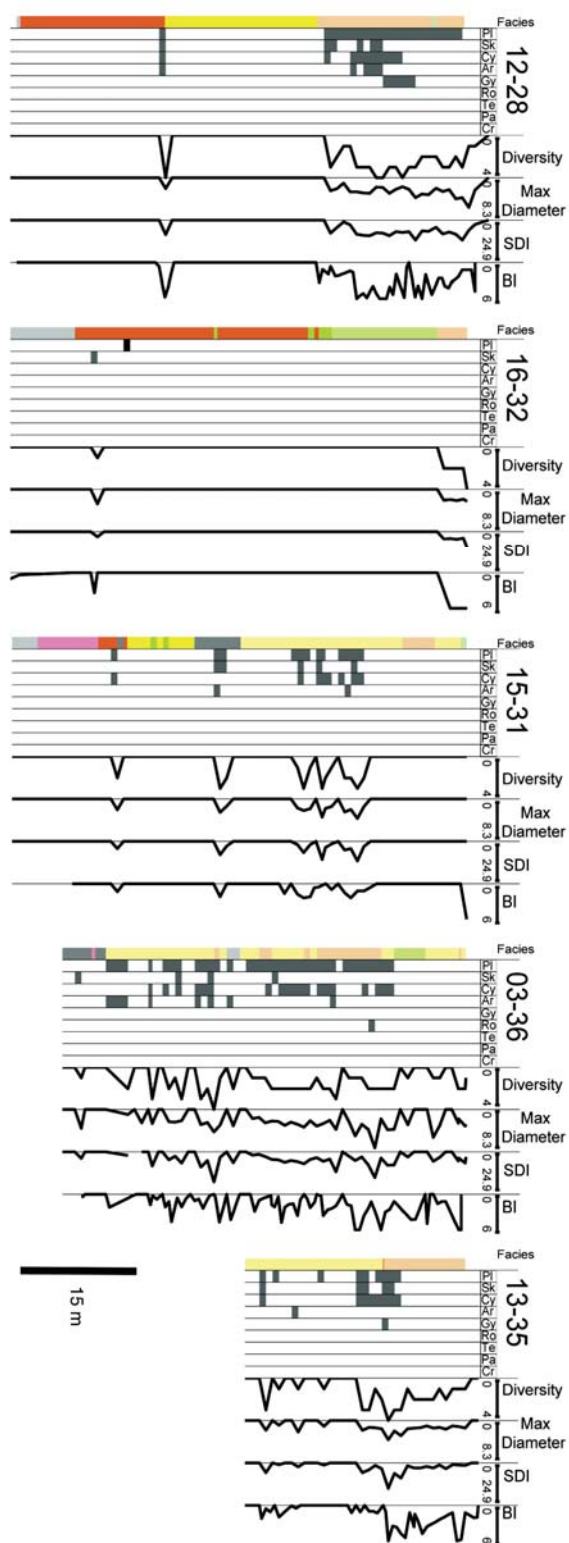 Facies
12-28
Pl
Sk
Cy
Ar
Gy
Ro
Te
Pa
Cr
0
4
Diversity
0
8.3
Max
Diameter
0
24.9
SDI
0
6
BI
Facies
16-32
Pl
Sk
Cy
Ar
Gy
Ro
Te
Pa
Cr
0
4
Diversity
0
8.3
Max
Diameter
0
24.9
SDI
0
6
BI
Facies
15-31
Pl
Sk
Cy
Ar
Gy
Ro
Te
Pa
Cr
0
4
Diversity
0
8.3
Max
Diameter
0
24.9
SDI
0
6
BI
Facies
03-36
Pl
Sk
Cy
Ar
Gy
Ro
Te
Pa
Cr
0
4
Diversity
0
8.3
Max
Diameter
0
24.9
SDI
0
6
BI
Facies
13-35
Pl
Sk
Cy
Ar
Gy
Ro
Te
Pa
Cr
0
4
Diversity
0
8.3
Max
Diameter
0
24.9
SDI
0
6
BI
15 m